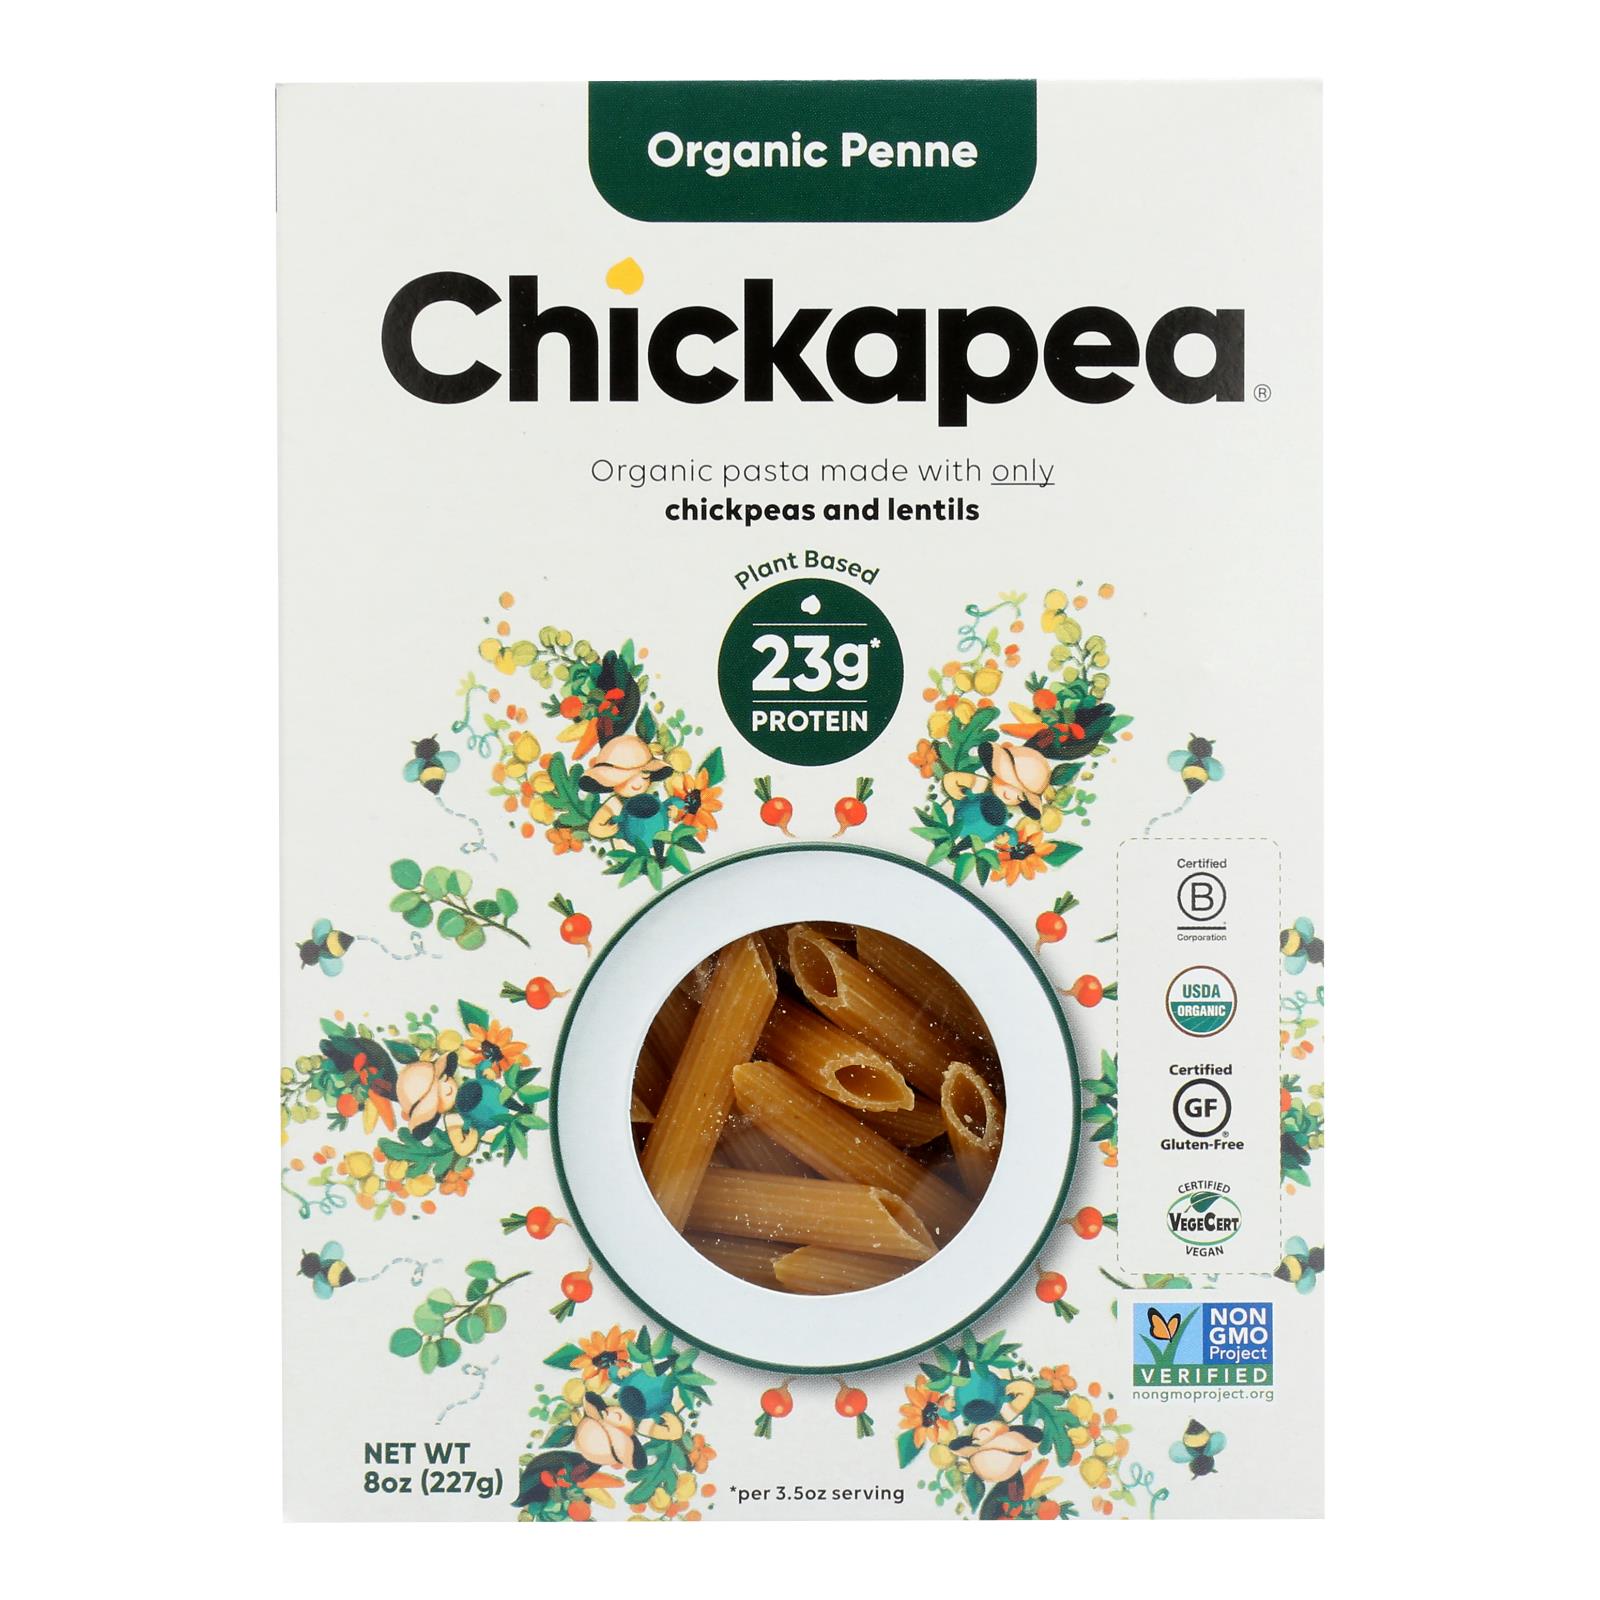 Organic Penne
Chickapea®
Organic pasta made with only
chickpeas and lentils
Plant Based
23g*
PROTEIN
Certified
B
Corporation
USDA
ORGANIC
Certified
GF®
Gluten-Free
CERTIFIED
VEGECERT
VEGAN
NON
GMO
Project
VERIFIED
nongmoproject.org
NET WT
8oz (227g)
*per 3.5oz serving